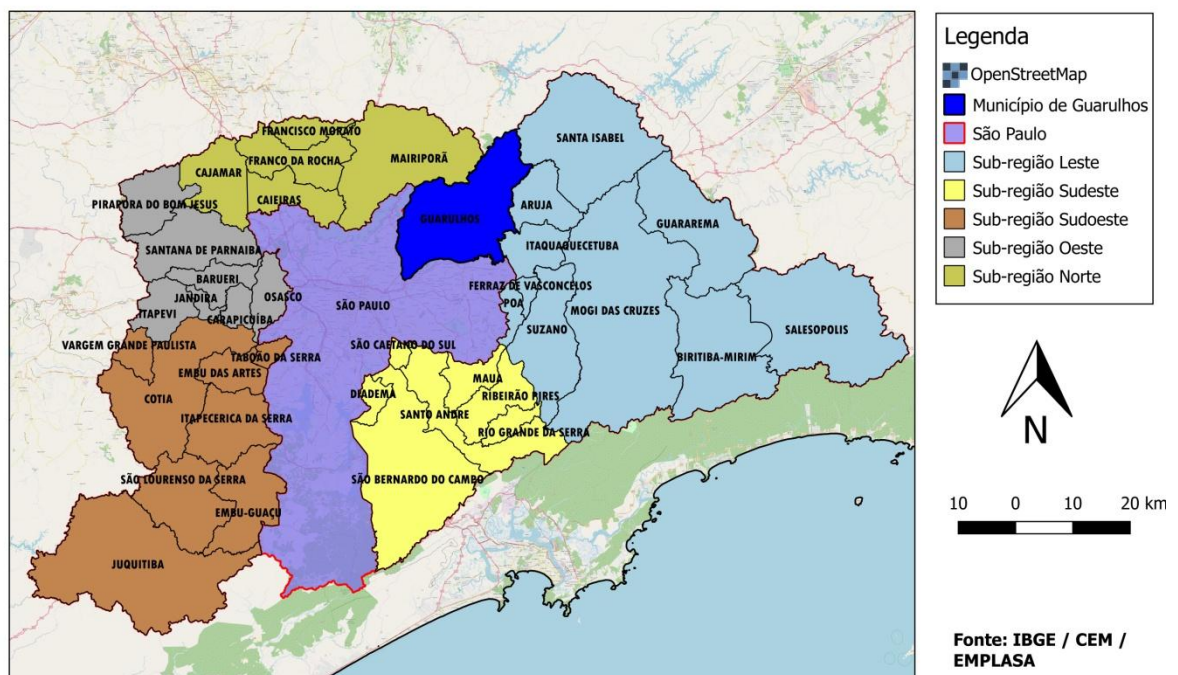 FRANCISCO MORATO
SANTA ISABEL
FRANCO DA ROCHA
MAIRIPORÃ
CAJAMAR
CAIEIRAS
PIRAPORA DO BOM JESUS
ARUJA
GUARULHOS
GUARAREMA
SANTANA DE PARNAIBA
ITAQUAQUECETUBA
BARUERI
FERRAZ DE VASCONCELOS
JANDIRA
OSASCO
SÃO PAULO
POA
MOGI DAS CRUZES
ITAPEVI
CARAPICUÍBA
SUZANO
SALESOPOLIS
VARGEM GRANDE PAULISTA
SÃO CAETANO DO SUL
TABOÃO DA SERRA
BIRITIBA-MIRIM
EMBU DAS ARTES
MAUA
COTIA
DIADEMA
RIBEIRÃO PIRES
ITAPECERICA DA SERRA
SANTO ANDRE
RIO GRANDE DA SERRA
SÃO LOURENSO DA SERRA
SÃO BERNARDO DO CAMPO
EMBU-GUAÇU
JUQUITIBA
Legenda
OpenStreetMap
Município de Guarulhos
São Paulo
Sub-região Leste
Sub-região Sudeste
Sub-região Sudoeste
Sub-região Oeste
Sub-região Norte
N
10 0 10 20 km
Fonte: IBGE / CEM /
EMPLASA